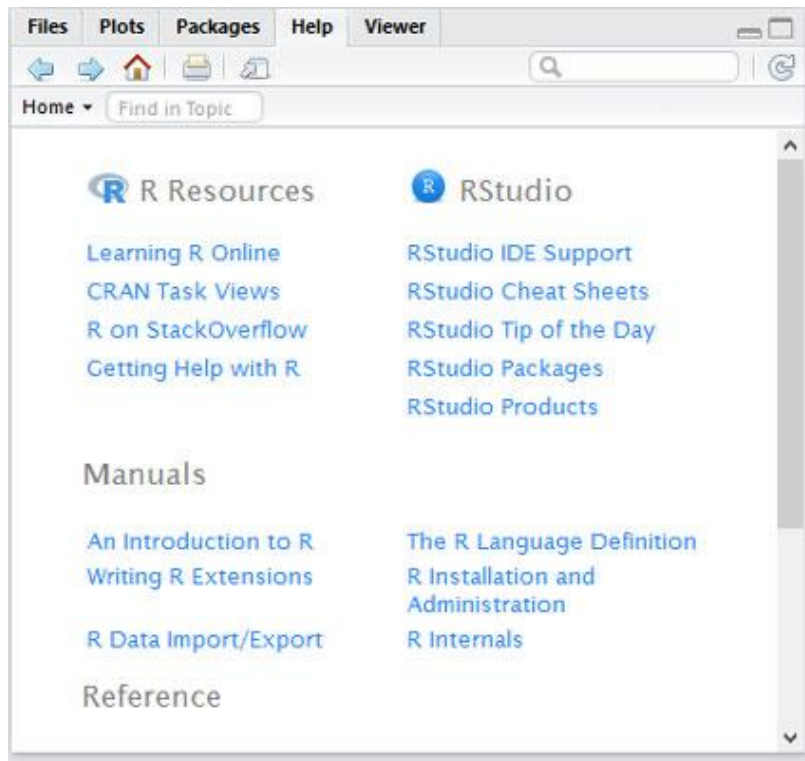 Files Plots Packages Help Viewer
Home Find in Topic
R R Resources
R RStudio
Learning R Online
CRAN Task Views
R on StackOverflow
Getting Help with R
RStudio IDE Support
RStudio Cheat Sheets
RStudio Tip of the Day
RStudio Packages
RStudio Products
Manuals
An Introduction to R
The R Language Definition
Writing R Extensions
R Installation and
Administration
R Data Import/Export
R Internals
Reference